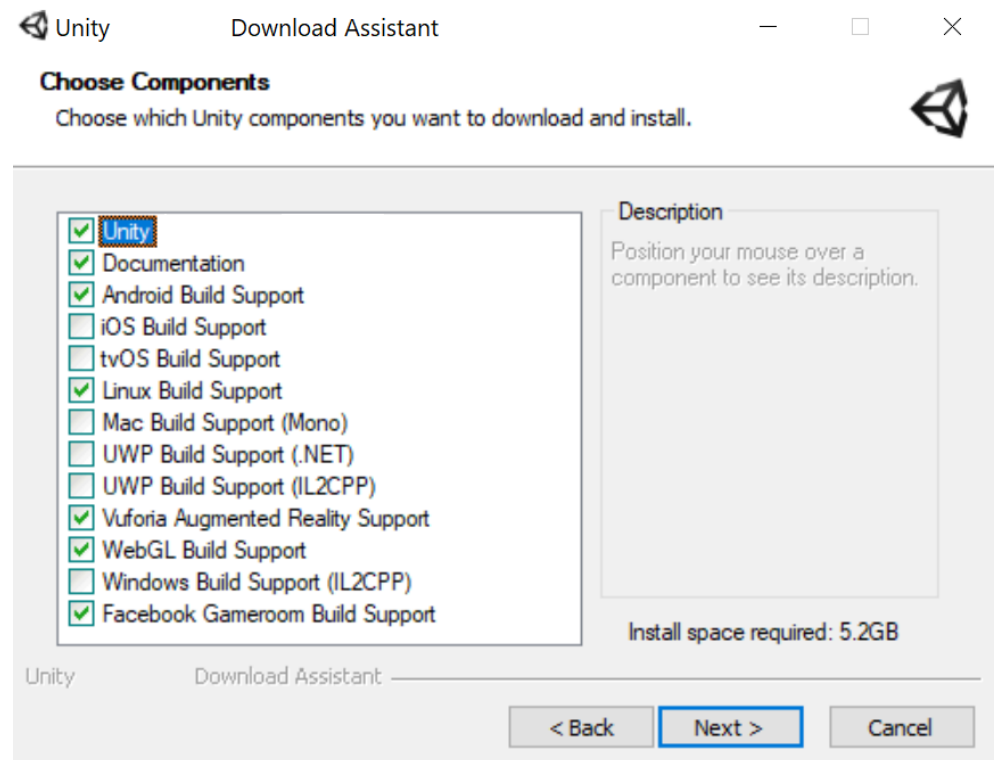 Unity Download Assistant
Choose Components
Choose which Unity components you want to download and install.
Unity
Documentation
Android Build Support
iOS Build Support
tvOS Build Support
Linux Build Support
Mac Build Support (Mono)
UWP Build Support (.NET)
UWP Build Support (IL2CPP)
Vuforia Augmented Reality Support
WebGL Build Support
Windows Build Support (IL2CPP)
Facebook Gameroom Build Support
Description
Position your mouse over a
component to see its description.
Install space required: 5.2GB
Unity Download Assistant
< Back Next > Cancel